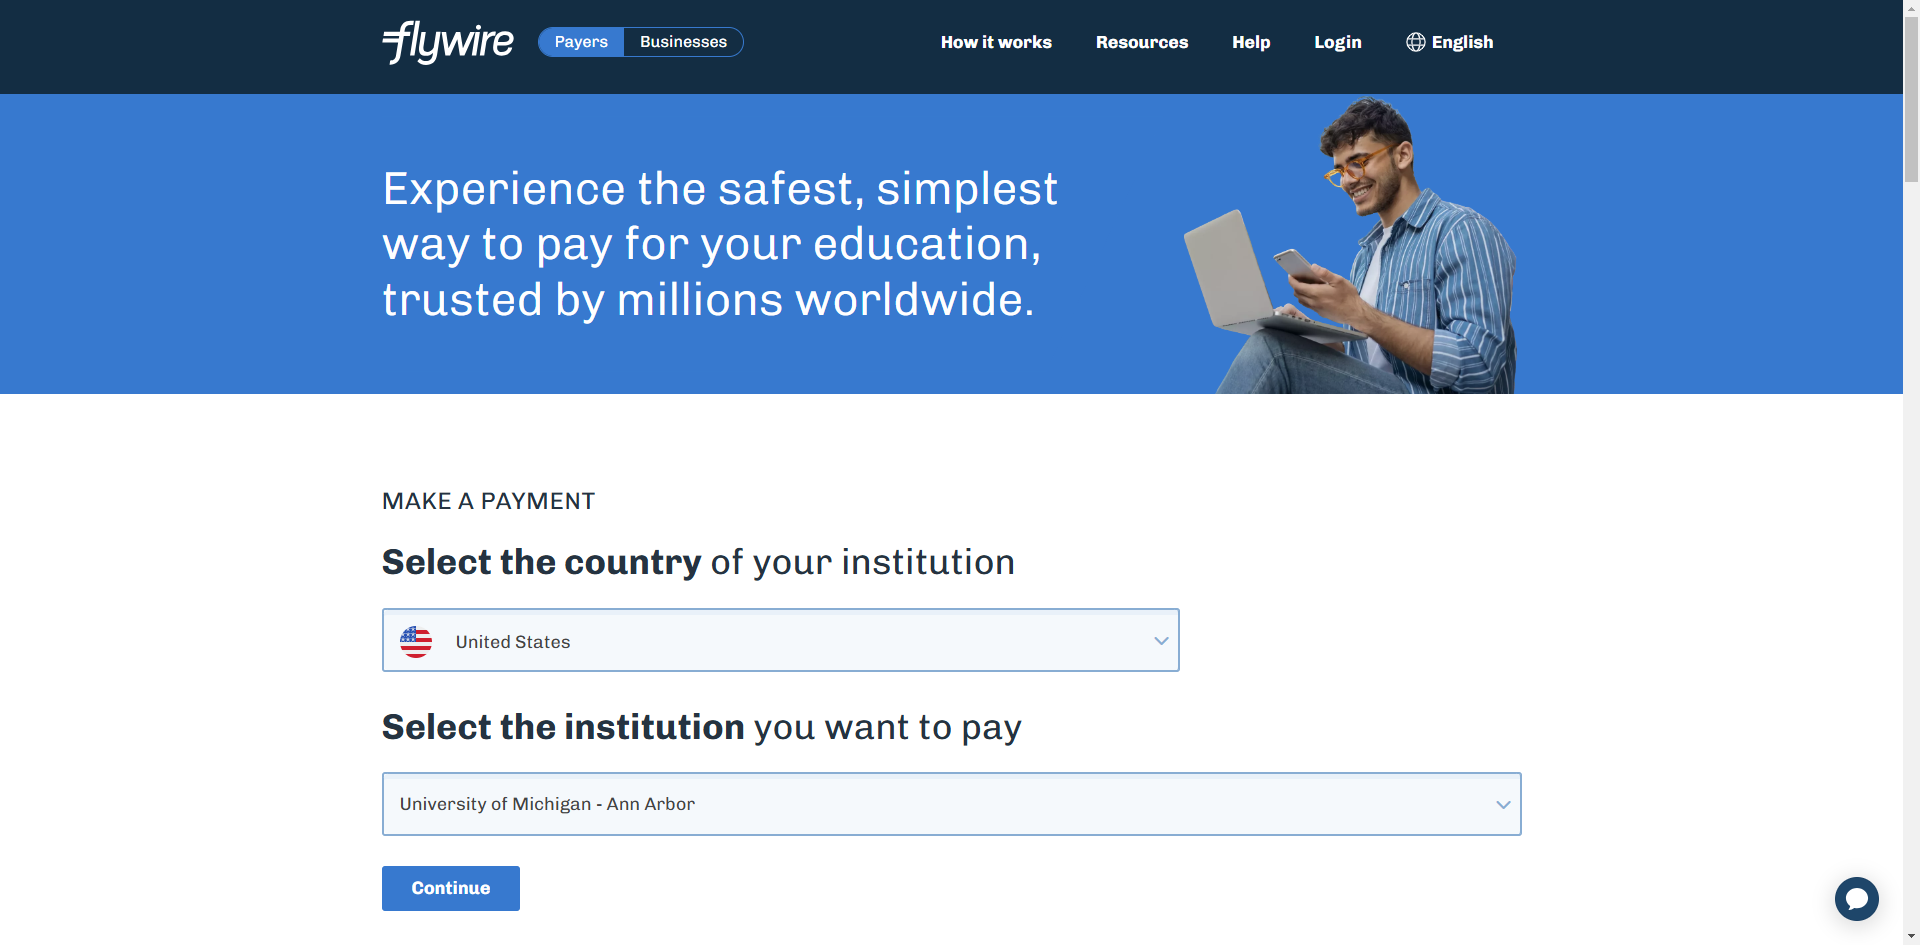 flywire
Payers Businesses
How it works Resources Help Login English
Experience the safest, simplest
way to pay for your education,
trusted by millions worldwide.
MAKE A PAYMENT
Select the country of your institution
United States
Select the institution you want to pay
University of Michigan - Ann Arbor
Continue